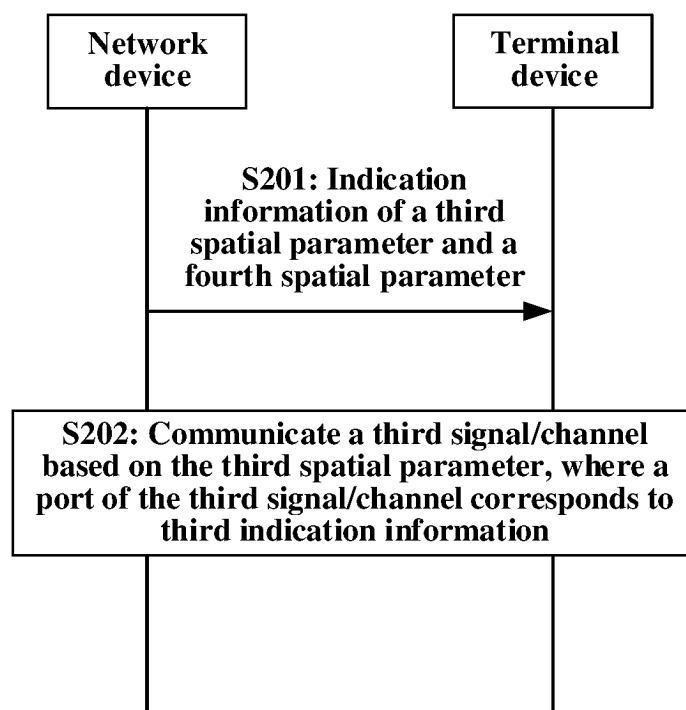 Network
device
Terminal
device
S201: Indication
information of a third
spatial parameter and a
fourth spatial parameter
S202: Communicate a third signal/channel
based on the third spatial parameter, where a
port of the third signal/channel corresponds to
third indication information